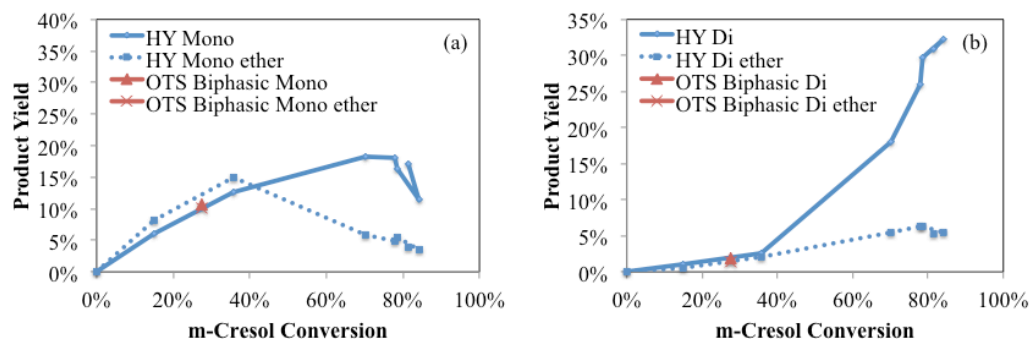 40%
35%
30%
25%
20%
15%
10%
5%
0%
Product Yield
HY Mono
HY Mono ether
OTS Biphasic Mono
OTS Biphasic Mono ether
(a)
0% 20% 40% 60% 80% 100%
m-Cresol Conversion
35%
30%
25%
20%
15%
10%
5%
0%
Product Yield
HY Di
HY Di ether
OTS Biphasic Di
OTS Biphasic Di ether
(b)
0% 20% 40% 60% 80% 100%
m-Cresol Conversion